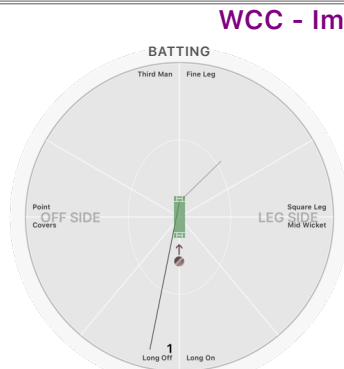 WCC - Im
BATTING
Third Man
Fine Leg
Point
Square Leg
OFF SIDE
LEG SIDE
Covers
Mid Wicket
1
Long Off
Long On